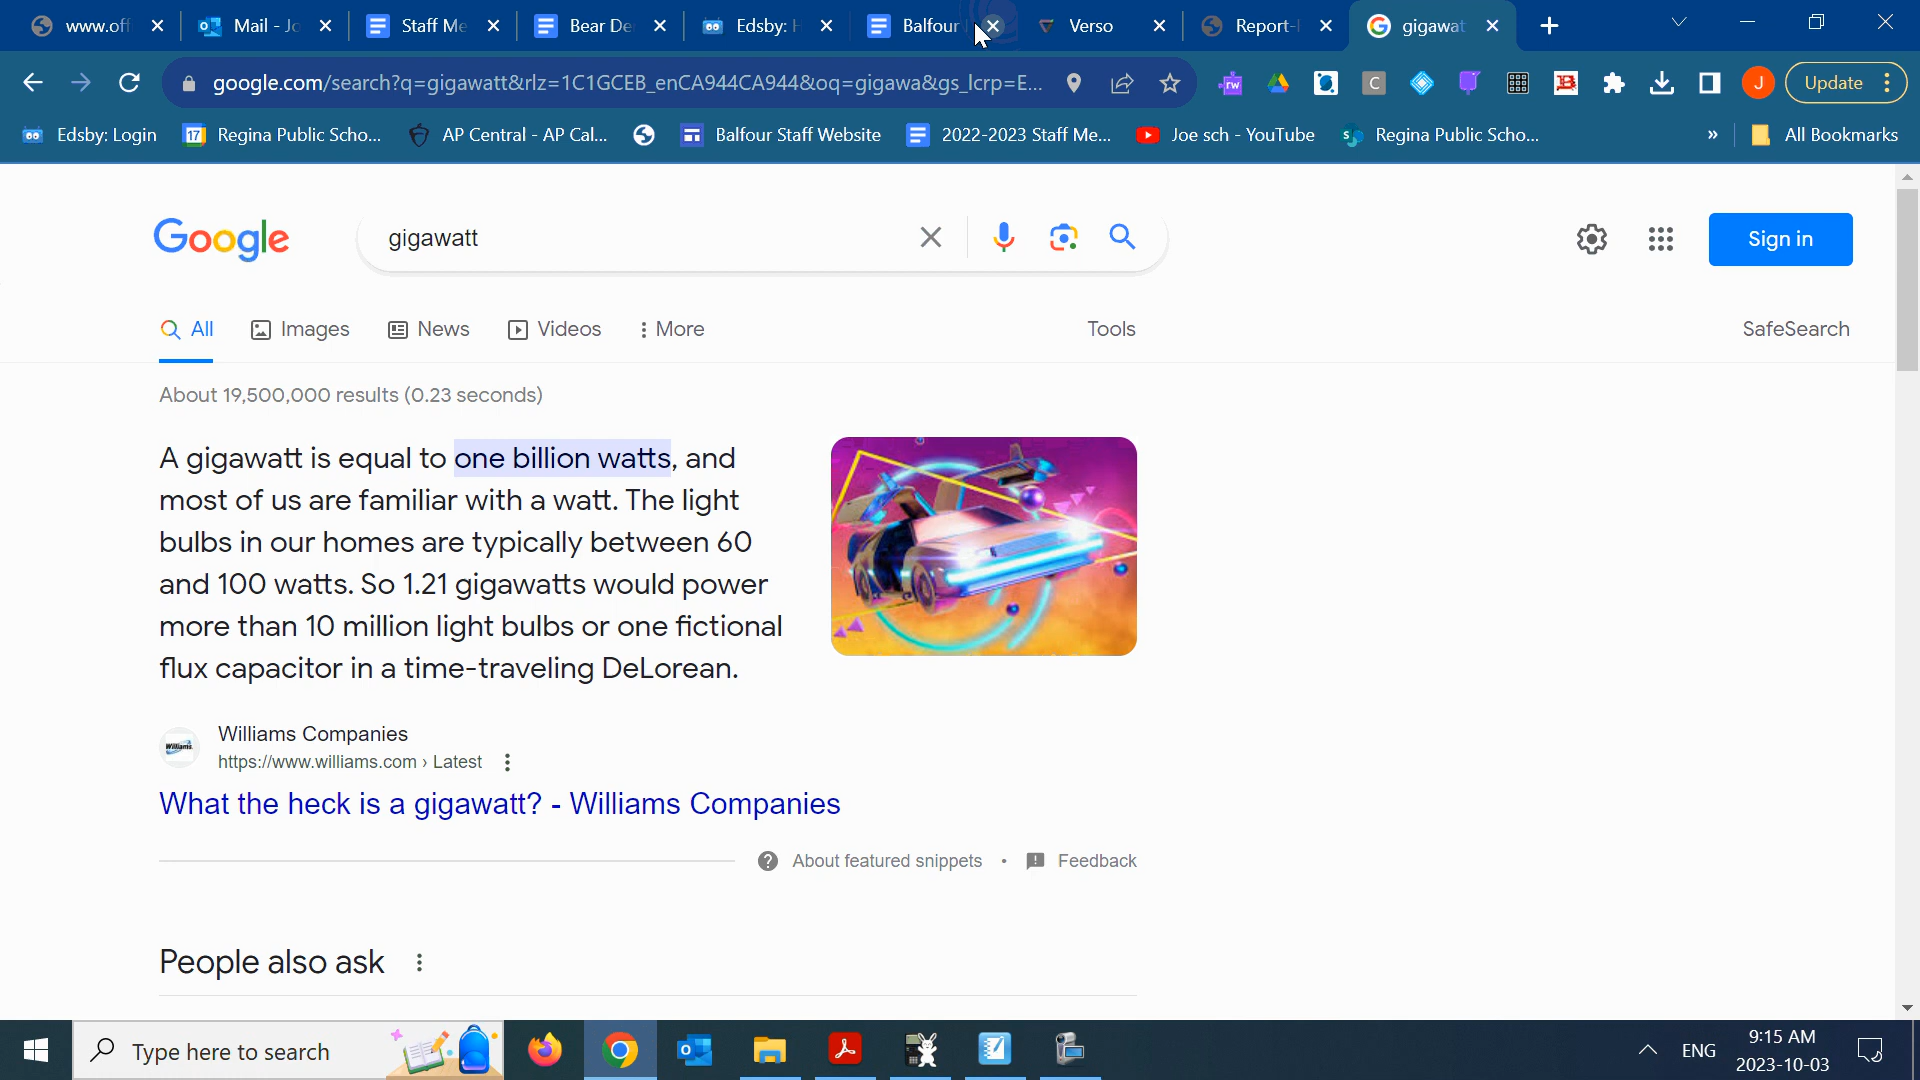 www.of
Mail - Jo
Staff Me
Bear De
Edsby: H
Balfour
Verso
Report-
gigawat
google.com/search?q=gigawatt&rlz=1C1GCEB_enCA944CA944&oq=gigawa&gs_lcrp=E...
rw
C
J
Update
Edsby: Login
17
Regina Public Scho...
AP Central - AP Cal...
Balfour Staff Website
2022-2023 Staff Me...
Joe sch - YouTube
Regina Public Scho...
»
All Bookmarks
Google
gigawatt
Sign in
All
Images
News
Videos
More
Tools
SafeSearch
About 19,500,000 results (0.23 seconds)
A gigawatt is equal to one billion watts, and
most of us are familiar with a watt. The light
bulbs in our homes are typically between 60
and 100 watts. So 1.21 gigawatts would power
more than 10 million light bulbs or one fictional
flux capacitor in a time-traveling DeLorean.
Williams
Williams Companies
https://www.williams.com › Latest
What the heck is a gigawatt? - Williams Companies
About featured snippets • Feedback
People also ask
Type here to search
ENG
9:15 AM
2023-10-03